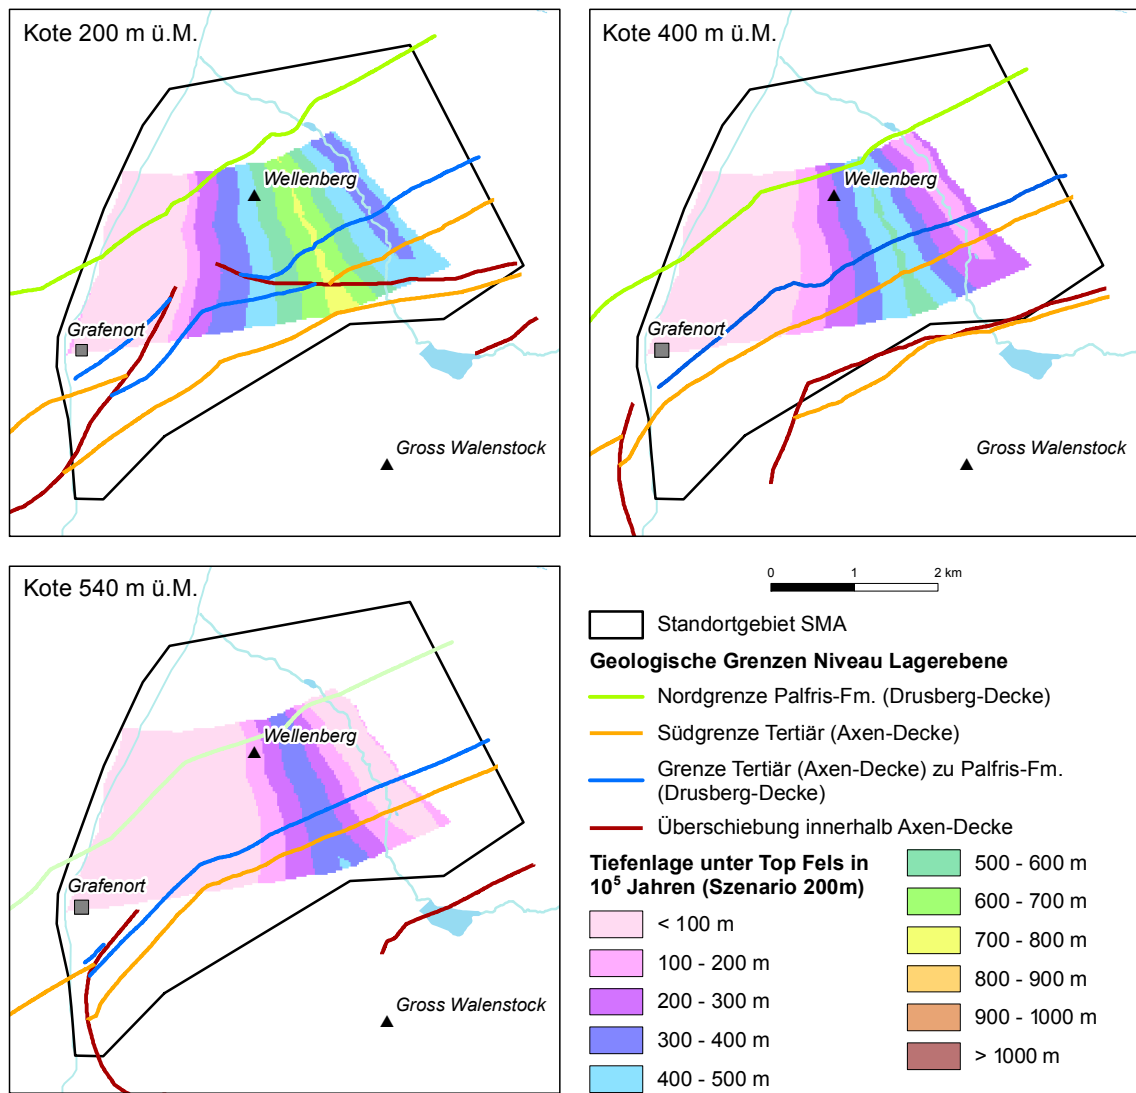 Kote 200 m ü.M.
Wellenberg
Grafenort
Gross Walenstock
Kote 400 m ü.M.
Wellenberg
Grafenort
Gross Walenstock
Kote 540 m ü.M.
Wellenberg
Grafenort
Gross Walenstock
0 1 2 km
Standortgebiet SMA
Geologische Grenzen Niveau Lagerebene
Nordgrenze Palfris-Fm. (Drusberg-Decke)
Südgrenze Tertiär (Axen-Decke)
Grenze Tertiär (Axen-Decke) zu Palfris-Fm.
(Drusberg-Decke)
Überschiebung innerhalb Axen-Decke
Tiefenlage unter Top Fels in
10⁵ Jahren (Szenario 200m)
< 100 m
100 - 200 m
200 - 300 m
300 - 400 m
400 - 500 m
500 - 600 m
600 - 700 m
700 - 800 m
800 - 900 m
900 - 1000 m
> 1000 m